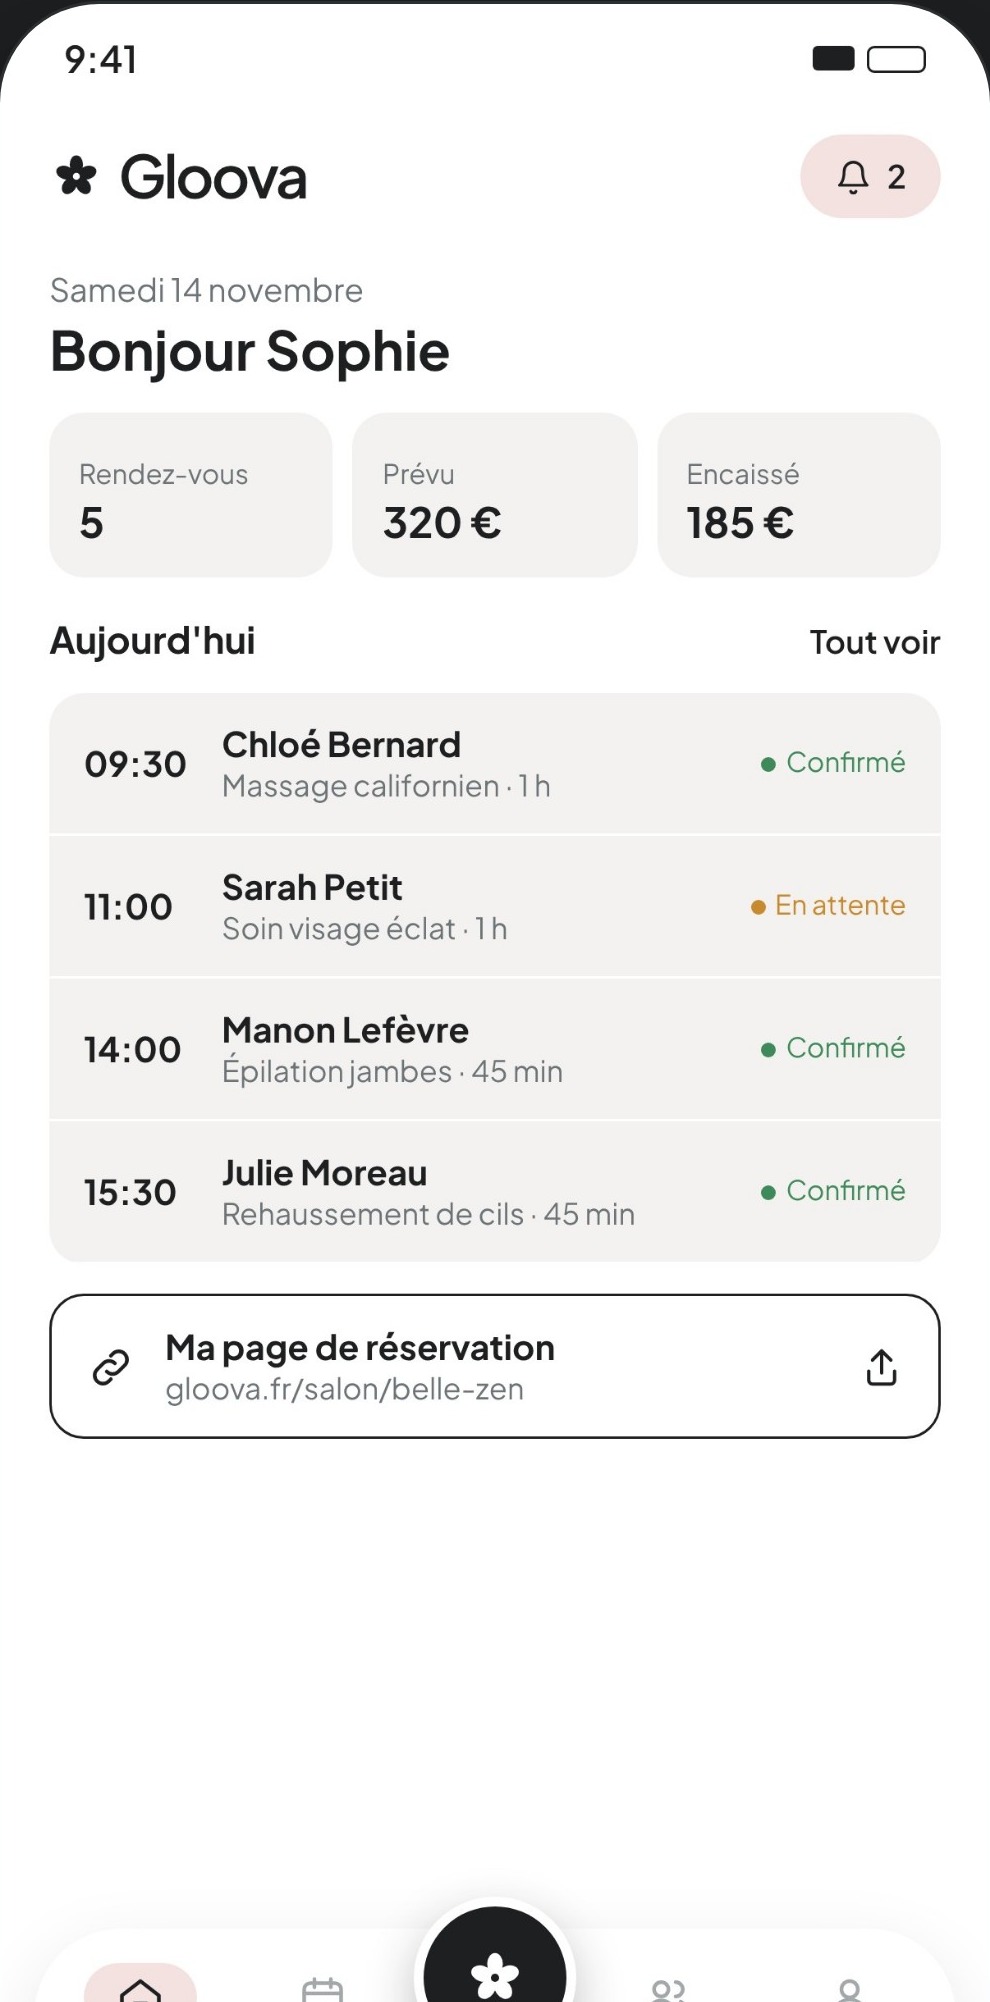 9:41
Gloova
2
Samedi 14 novembre
Bonjour Sophie
Rendez-vous
5
Prévu
320 €
Encaissé
185 €
Aujourd'hui
Tout voir
09:30
Chloé Bernard
Massage californien · 1 h
Confirmé
11:00
Sarah Petit
Soin visage éclat · 1 h
En attente
14:00
Manon Lefèvre
Épilation jambes · 45 min
Confirmé
15:30
Julie Moreau
Rehaussement de cils · 45 min
Confirmé
Ma page de réservation
gloova.fr/salon/belle-zen